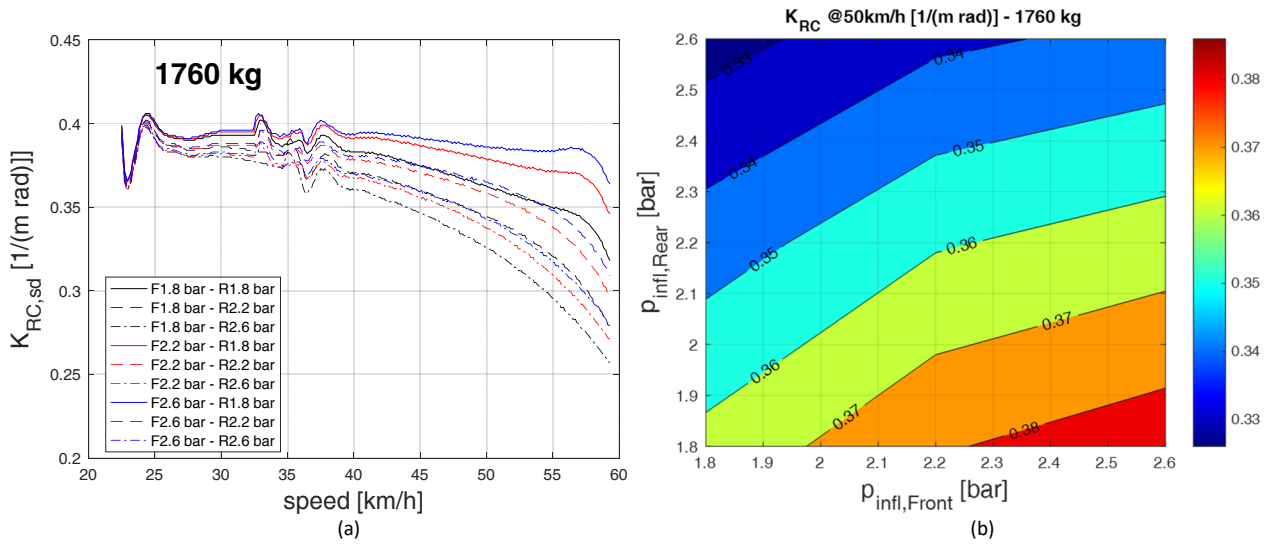 1760 kg
K_RC,sd [1/(m rad)]]
0.45
0.4
0.35
0.3
0.25
0.2
20 25 30 35 40 45 50 55 60
speed [km/h]
F1.8 bar - R1.8 bar
F1.8 bar - R2.2 bar
F1.8 bar - R2.6 bar
F2.2 bar - R1.8 bar
F2.2 bar - R2.2 bar
F2.2 bar - R2.6 bar
F2.6 bar - R1.8 bar
F2.6 bar - R2.2 bar
F2.6 bar - R2.6 bar
(a)
K_RC @50km/h [1/(m rad)] - 1760 kg
p_infl,Rear [bar]
2.6
2.5
2.4
2.3
2.2
2.1
2
1.9
1.8
1.8 1.9 2 2.1 2.2 2.3 2.4 2.5 2.6
p_infl,Front [bar]
0.33
0.34
0.34
0.35
0.35
0.36
0.36
0.37
0.37
0.38
0.38
0.37
0.36
0.35
0.34
0.33
(b)